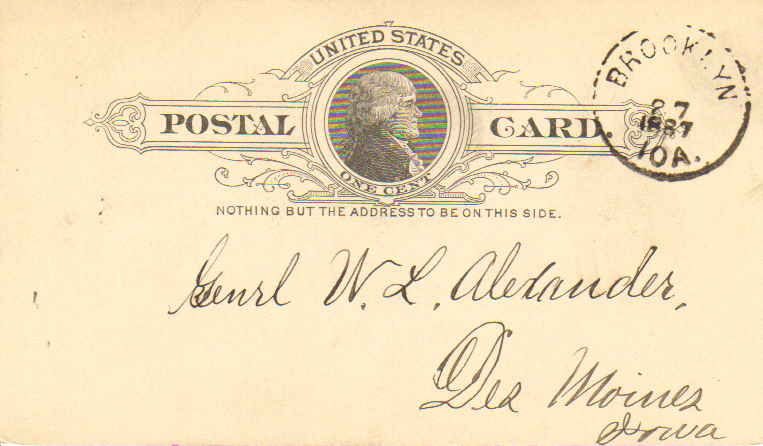 UNITED STATES
POSTAL CARD.
ONE CENT
NOTHING BUT THE ADDRESS TO BE ON THIS SIDE.
BROOKLYN
27
1887
IOA.
Genrl W. L. Alexander,
Des Moines
Iowa